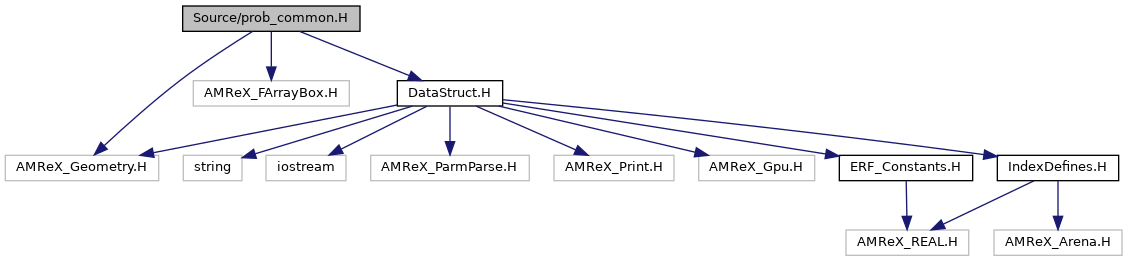 Source/prob_common.H
AMReX_FArrayBox.H
DataStruct.H
AMReX_Geometry.H
string
iostream
AMReX_ParmParse.H
AMReX_Print.H
AMReX_Gpu.H
ERF_Constants.H
IndexDefines.H
AMReX_REAL.H
AMReX_Arena.H